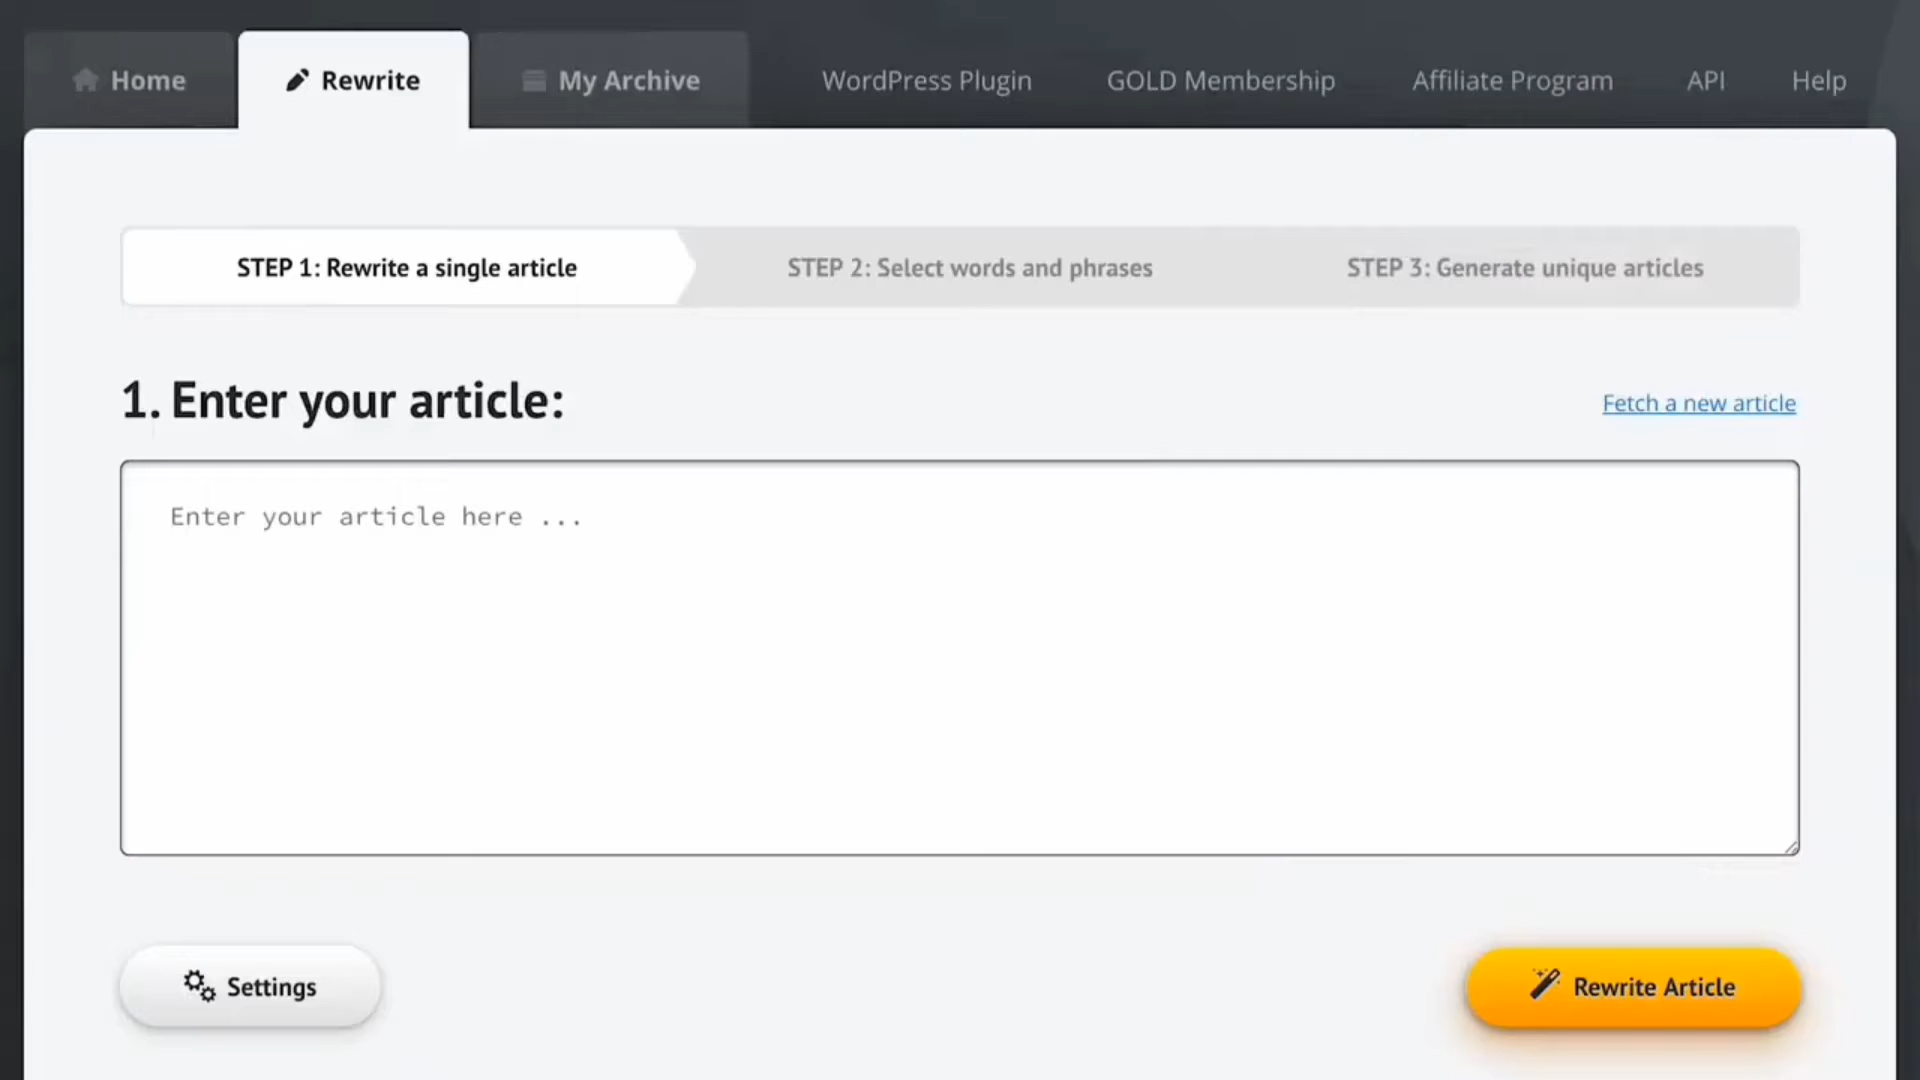 Home Rewrite My Archive WordPress Plugin GOLD Membership Affiliate Program API Help
STEP 1: Rewrite a single article STEP 2: Select words and phrases STEP 3: Generate unique articles
1. Enter your article: Fetch a new article
Enter your article here ...
Settings Rewrite Article